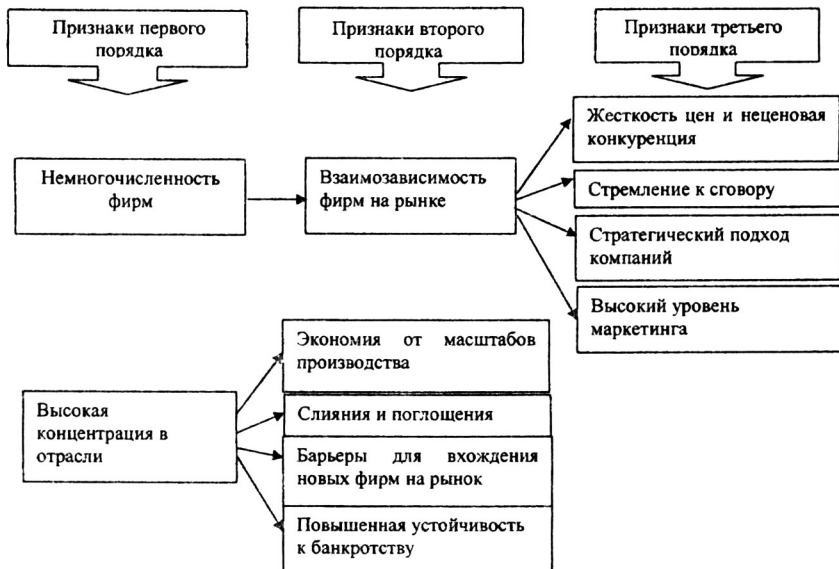 Признаки первого
порядка
Признаки второго
порядка
Признаки третьего
порядка
Немногочисленность
фирм
Взаимозависимость
фирм на рынке
Жесткость цен и неценовая
конкуренция
Стремление к сговору
Стратегический подход
компаний
Высокий уровень
маркетинга
Высокая
концентрация в
отрасли
Экономия от масштабов
производства
Слияния и поглощения
Барьеры для вхождения
новых фирм на рынок
Повышенная устойчивость
к банкротству